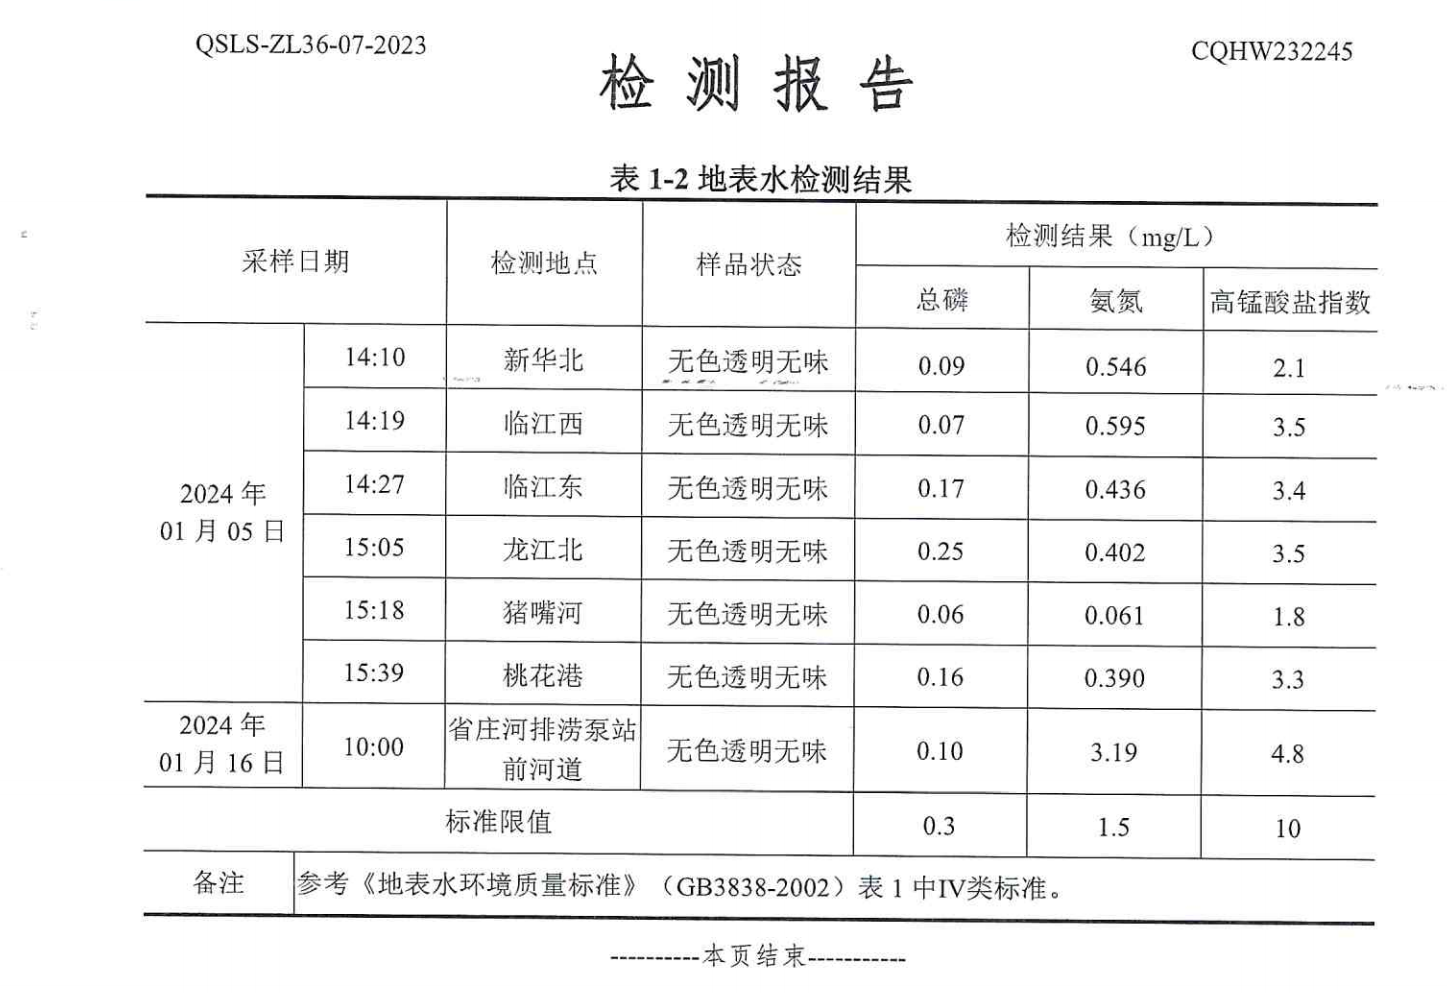 QSLS-ZL36-07-2023
CQHW232245
检测报告
表 1-2 地表水检测结果
采样日期 检测地点 样品状态 检测结果（mg/L）
总磷 氨氮 高锰酸盐指数
2024 年
01 月 05 日
14:10 新华北 无色透明无味 0.09 0.546 2.1
14:19 临江西 无色透明无味 0.07 0.595 3.5
14:27 临江东 无色透明无味 0.17 0.436 3.4
15:05 龙江北 无色透明无味 0.25 0.402 3.5
15:18 猪嘴河 无色透明无味 0.06 0.061 1.8
15:39 桃花港 无色透明无味 0.16 0.390 3.3
2024 年
01 月 16 日
10:00
省庄河排涝泵站
前河道
无色透明无味 0.10 3.19 4.8
标准限值 0.3 1.5 10
备注 参考《地表水环境质量标准》（GB3838-2002）表 1 中IV类标准。
----------本页结束-----------